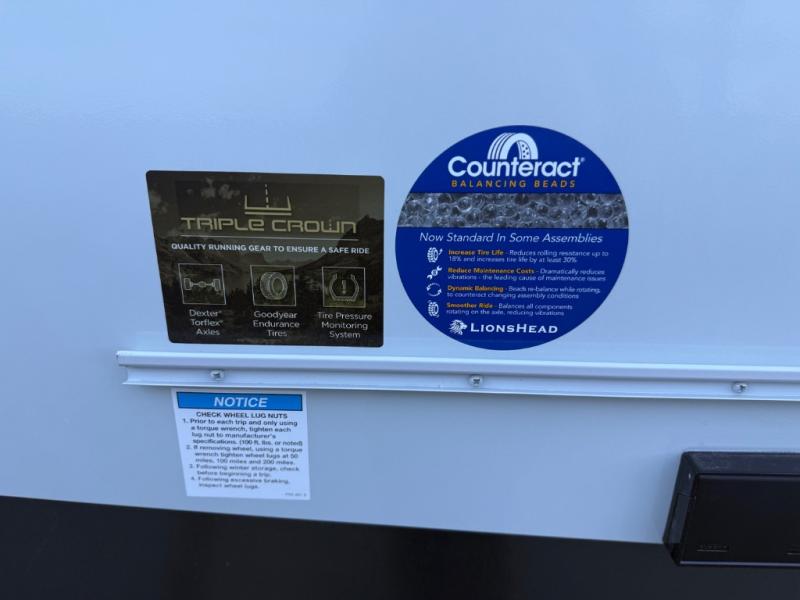 TRIPLE CROWN
QUALITY RUNNING GEAR TO ENSURE A SAFE RIDE
Dexter®
Torflex®
Axles
Goodyear
Endurance
Tires
Tire Pressure
Monitoring
System
Counteract®
BALANCING BEADS
Now Standard In Some Assemblies
Increase Tire Life - Reduces rolling resistance up to
18% and increases tire life by at least 30%
Reduce Maintenance Costs - Dramatically reduces
vibrations - the leading cause of maintenance issues
Dynamic Balancing - Beads re-balance while rotating,
to counteract changing assembly conditions
Smoother Ride - Balances all components
rotating on the axle, reducing vibrations
LIONSHEAD
NOTICE
CHECK WHEEL LUG NUTS
1. Prior to each trip and only using
a torque wrench, tighten each
lug nut to manufacturer's
specifications. (100 ft. lbs. or noted)
2. If removing wheel, using a torque
wrench tighten wheel lugs at 50
miles, 100 miles and 200 miles.
3. Following winter storage, check
before beginning a trip.
4. Following excessive braking,
inspect wheel lugs.